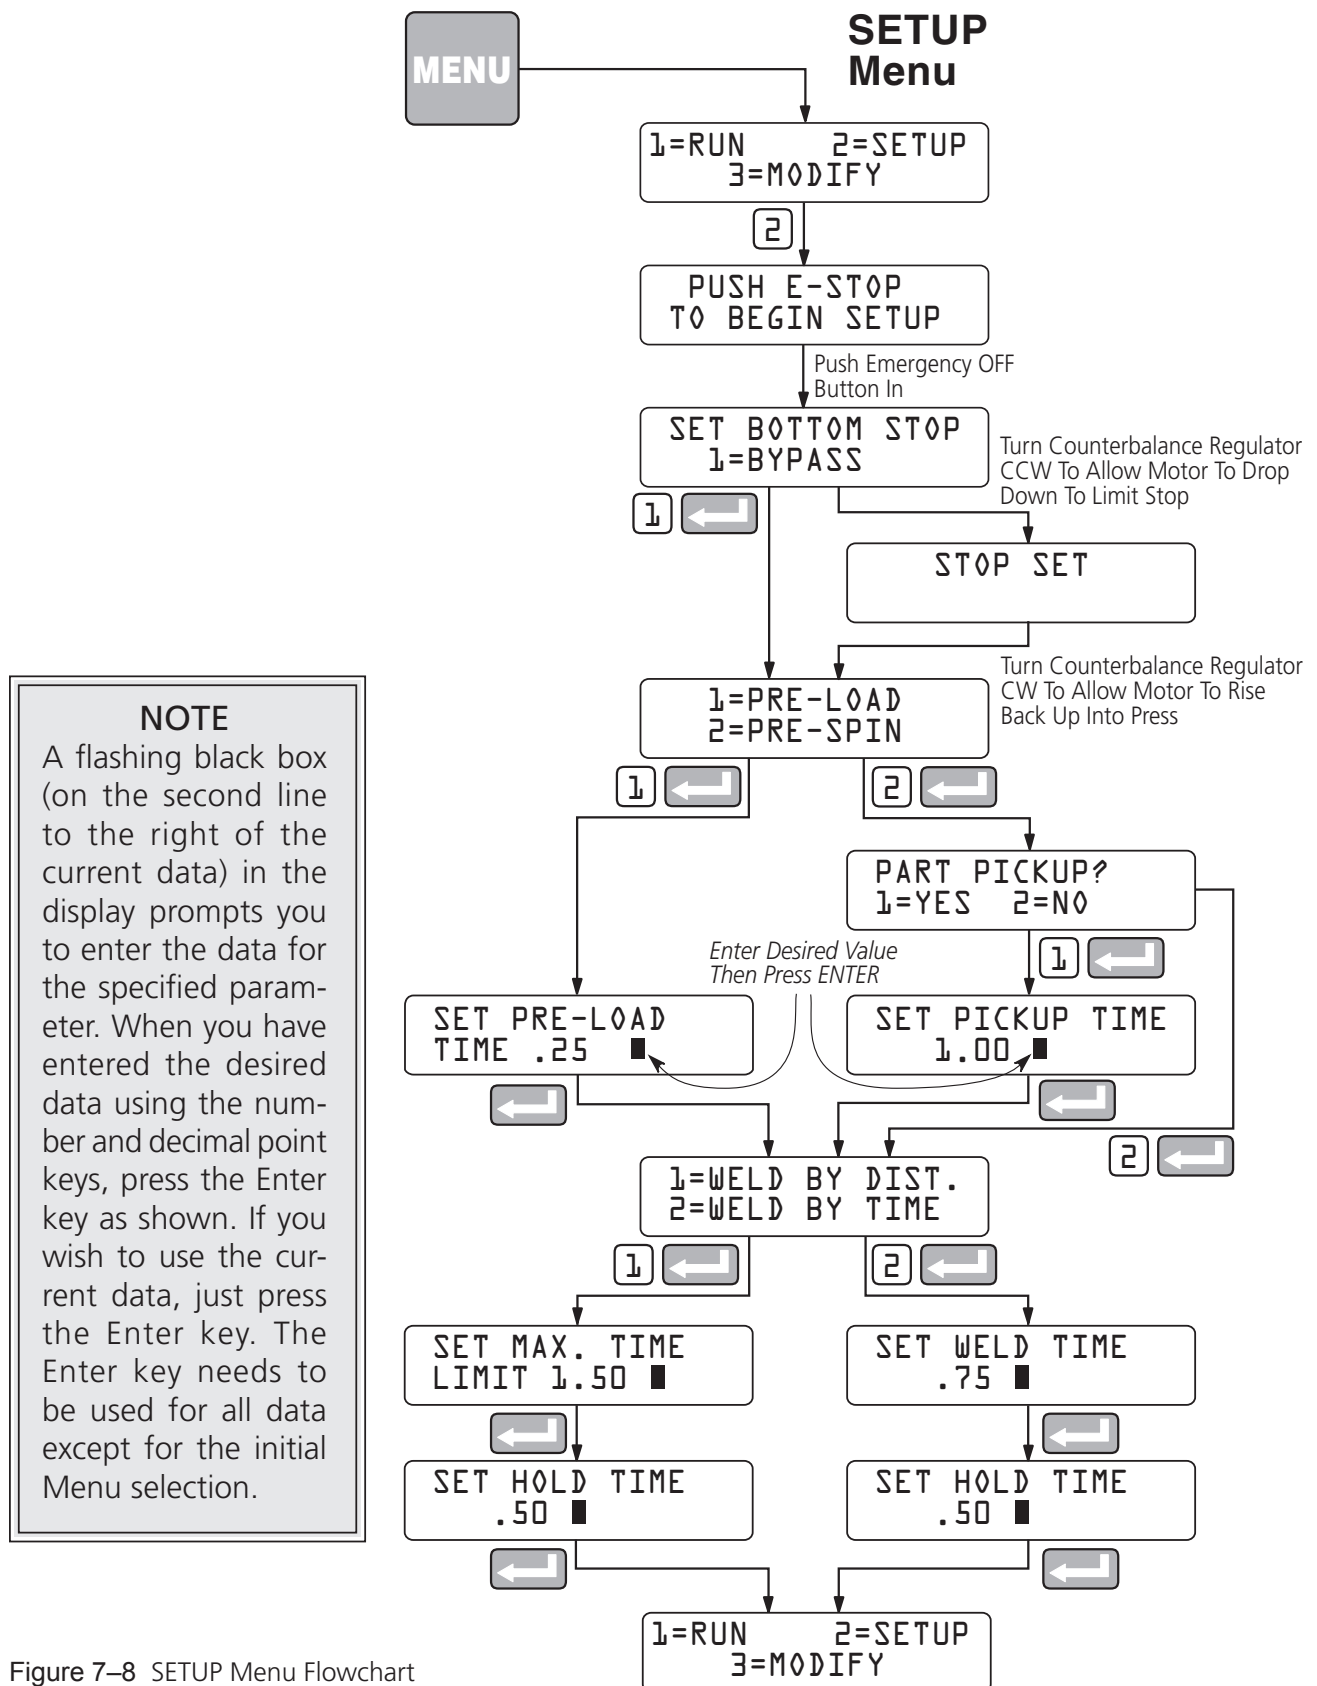 SETUP
Menu
MENU
1=RUN 2=SETUP
3=MODIFY
2
PUSH E-STOP
TO BEGIN SETUP
Push Emergency OFF
Button In
SET BOTTOM STOP
1=BYPASS
Turn Counterbalance Regulator
CCW To Allow Motor To Drop
Down To Limit Stop
1
STOP SET
Turn Counterbalance Regulator
CW To Allow Motor To Rise
Back Up Into Press
1=PRE-LOAD
2=PRE-SPIN
1
2
PART PICKUP?
1=YES 2=NO
1
Enter Desired Value
Then Press ENTER
SET PRE-LOAD
TIME .25
SET PICKUP TIME
1.00
2
1=WELD BY DIST.
2=WELD BY TIME
1
2
SET MAX. TIME
LIMIT 1.50
SET WELD TIME
.75
SET HOLD TIME
.50
SET HOLD TIME
.50
1=RUN 2=SETUP
3=MODIFY
NOTE
A flashing black box
(on the second line
to the right of the
current data) in the
display prompts you
to enter the data for
the specified param-
eter. When you have
entered the desired
data using the num-
ber and decimal point
keys, press the Enter
key as shown. If you
wish to use the cur-
rent data, just press
the Enter key. The
Enter key needs to
be used for all data
except for the initial
Menu selection.
Figure 7–8 SETUP Menu Flowchart